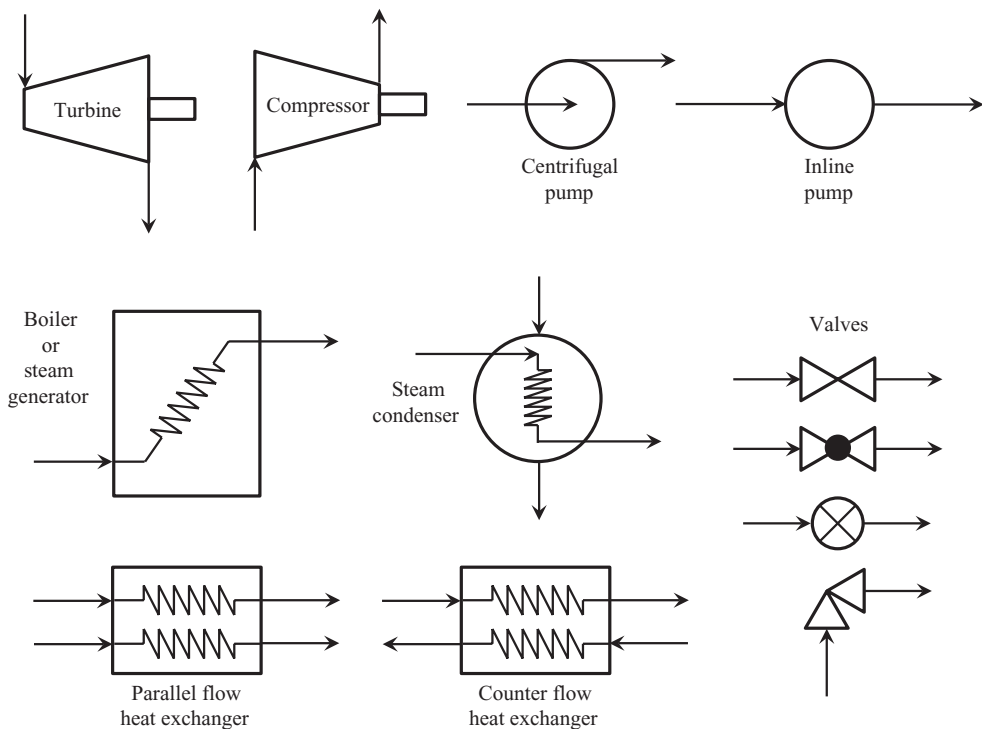 Turbine
Compressor
Centrifugal
pump
Inline
pump
Boiler
or
steam
generator
Steam
condenser
Valves
Parallel flow
heat exchanger
Counter flow
heat exchanger